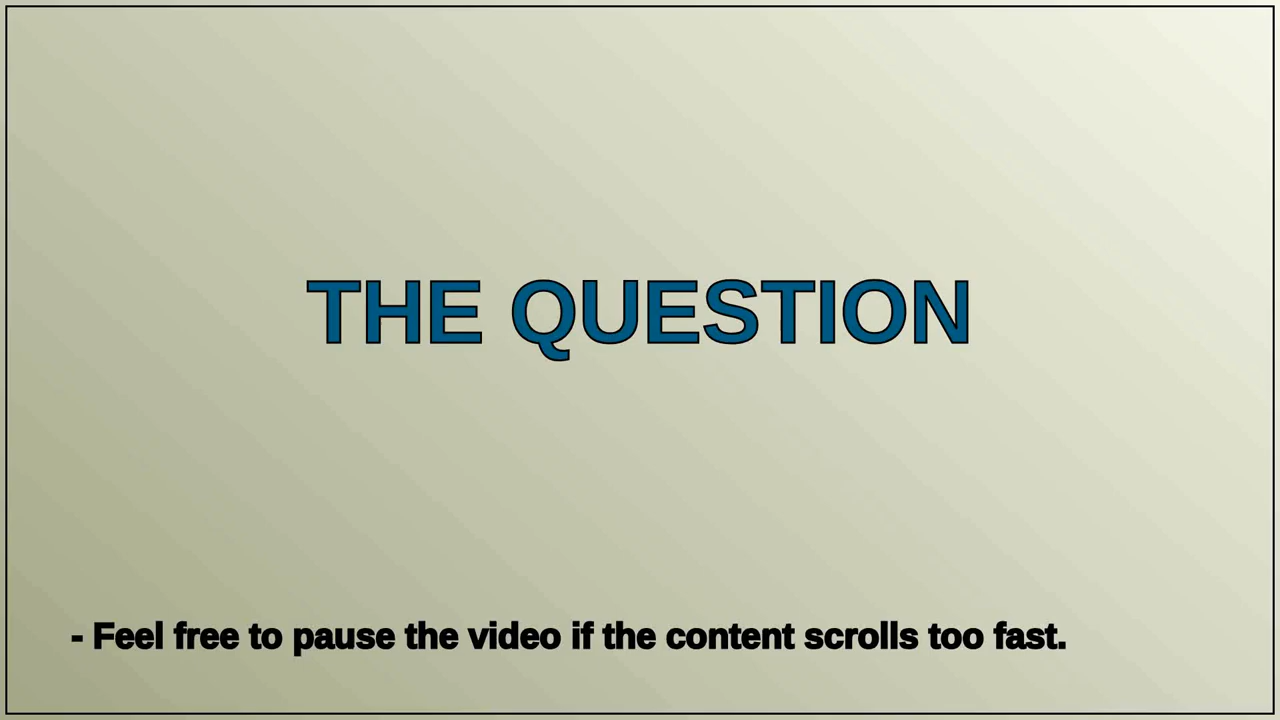 THE QUESTION
- Feel free to pause the video if the content scrolls too fast.